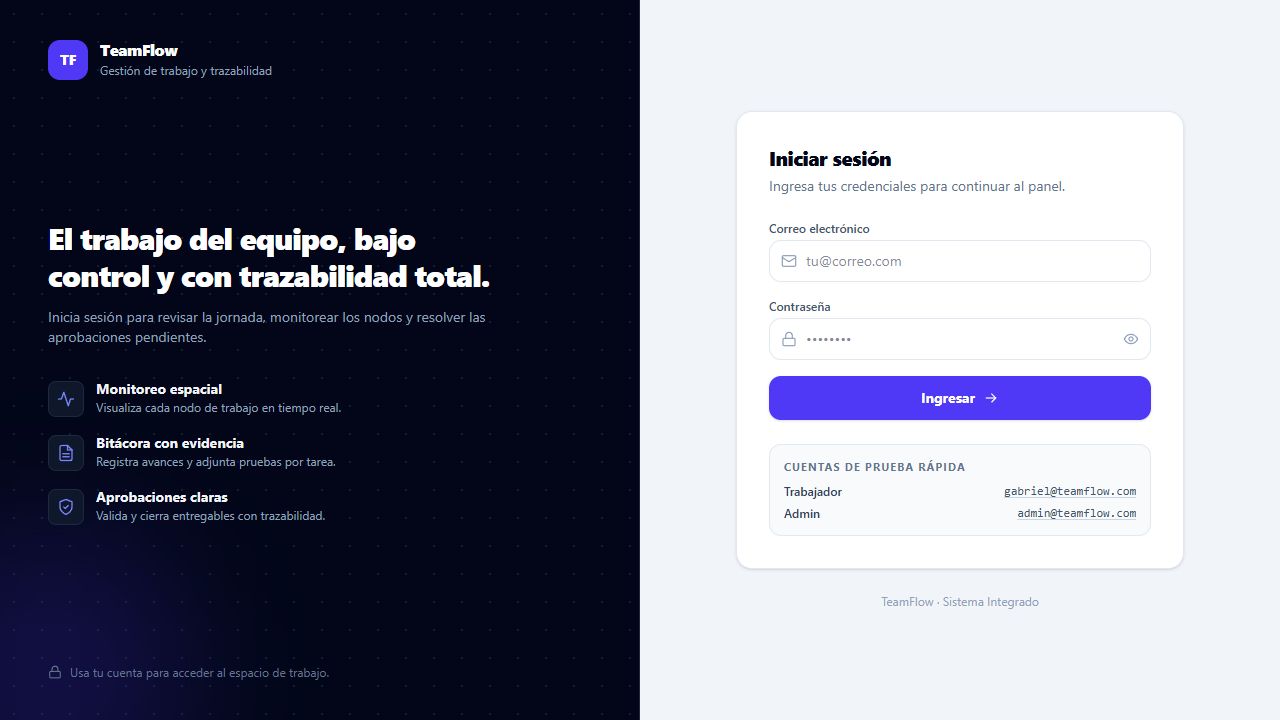 TF
TeamFlow
Gestión de trabajo y trazabilidad
El trabajo del equipo, bajo
control y con trazabilidad total.
Inicia sesión para revisar la jornada, monitorear los nodos y resolver las
aprobaciones pendientes.
Monitoreo espacial
Visualiza cada nodo de trabajo en tiempo real.
Bitácora con evidencia
Registra avances y adjunta pruebas por tarea.
Aprobaciones claras
Valida y cierra entregables con trazabilidad.
Usa tu cuenta para acceder al espacio de trabajo.
Iniciar sesión
Ingresa tus credenciales para continuar al panel.
Correo electrónico
tu@correo.com
Contraseña
••••••••
Ingresar →
CUENTAS DE PRUEBA RÁPIDA
Trabajador gabriel@teamflow.com
Admin admin@teamflow.com
TeamFlow · Sistema Integrado